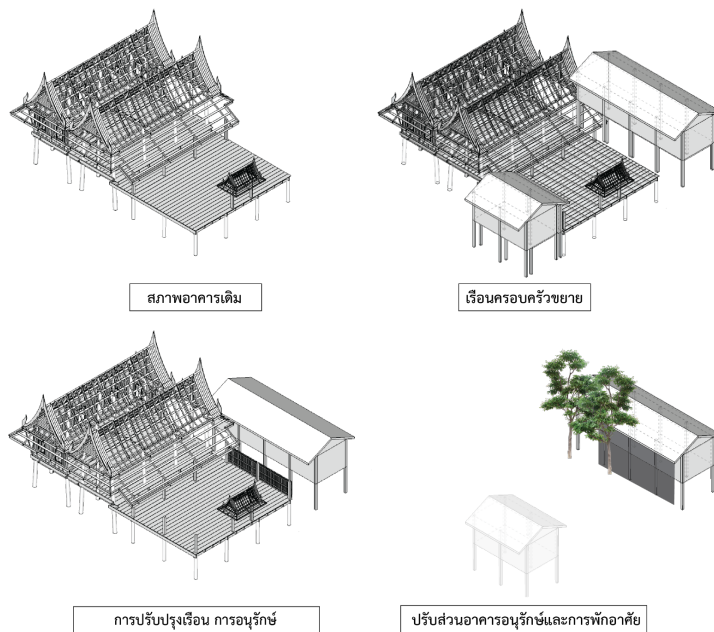 สภาพอาคารเดิม
เรือนครอบครัวขยาย
การปรับปรุงเรือน การอนุรักษ์
ปรับส่วนอาคารอนุรักษ์และการพักอาศัย